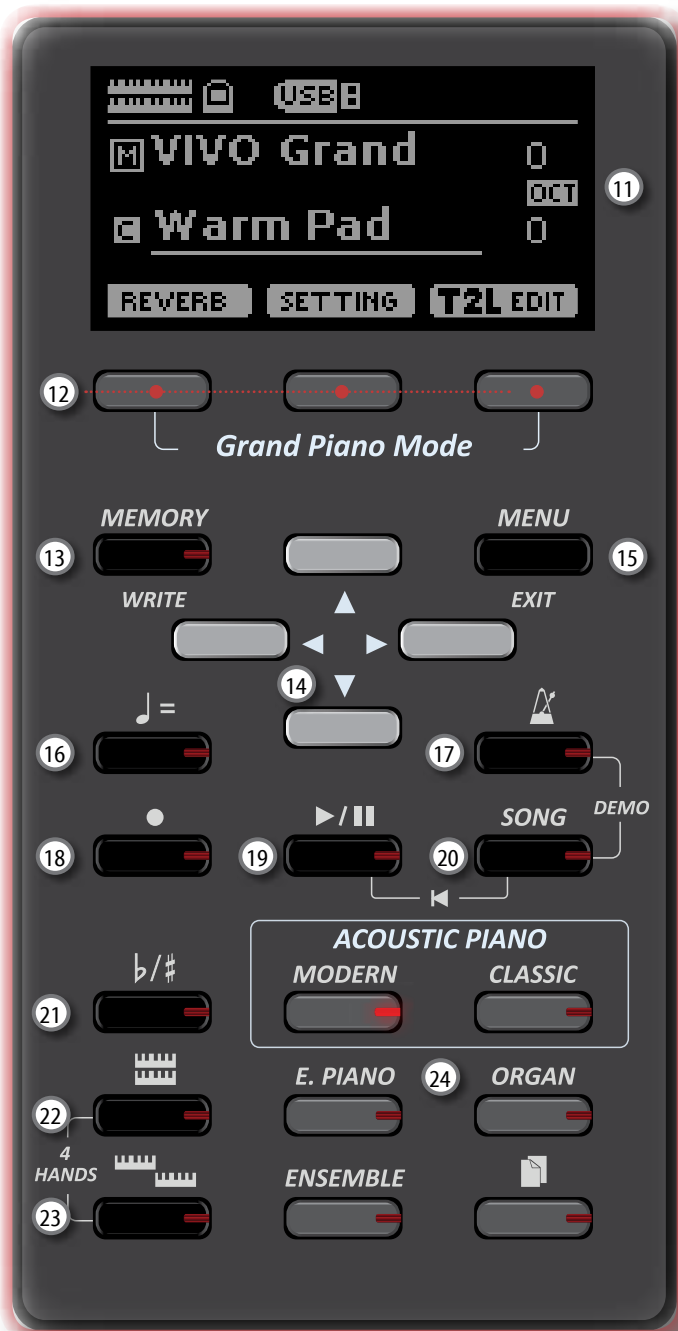 USB
M VIVO Grand 0
OCT
11
C Warm Pad 0
REVERB SETTING T2L EDIT
12
Grand Piano Mode
MEMORY MENU
13 15
WRITE EXIT
14
♩ =
16 17
DEMO
● ▶/❚❚ SONG
18 19 20
ACOUSTIC PIANO
♭/♯ MODERN CLASSIC
21
E. PIANO 24 ORGAN
22
4
HANDS
ENSEMBLE
23